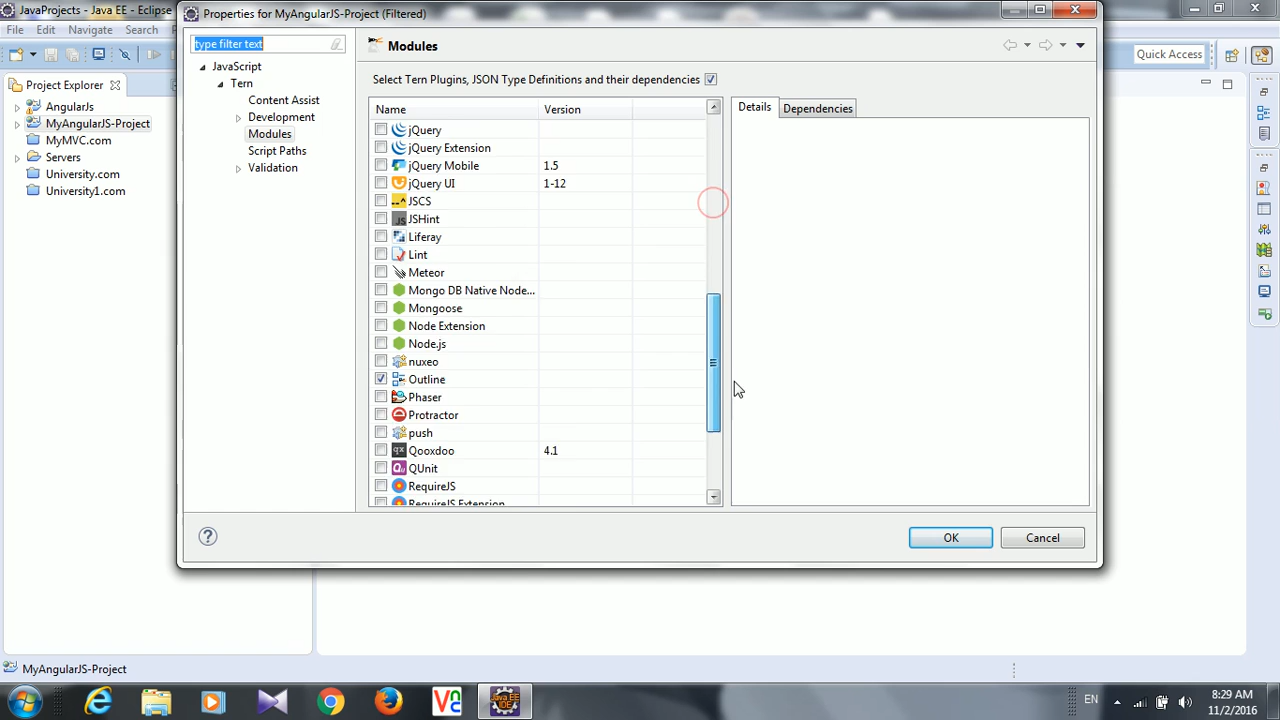 JavaProjects - Java EE - Eclipse
Properties for MyAngularJS-Project (Filtered)
File Edit Navigate Search
Quick Access
Project Explorer
AngularJs
MyAngularJS-Project
MyMVC.com
Servers
University.com
University1.com
type filter text
JavaScript
Tern
Content Assist
Development
Modules
Script Paths
Validation
Modules
Select Tern Plugins, JSON Type Definitions and their dependencies
Name Version
jQuery
jQuery Extension
jQuery Mobile 1.5
jQuery UI 1-12
JSCS
JSHint
Liferay
Lint
Meteor
Mongo DB Native Node...
Mongoose
Node Extension
Node.js
nuxeo
Outline
Phaser
Protractor
push
Qooxdoo 4.1
QUnit
RequireJS
RequireJS Extension
Details Dependencies
OK Cancel
MyAngularJS-Project
Java EE
IDE
EN
8:29 AM
11/2/2016